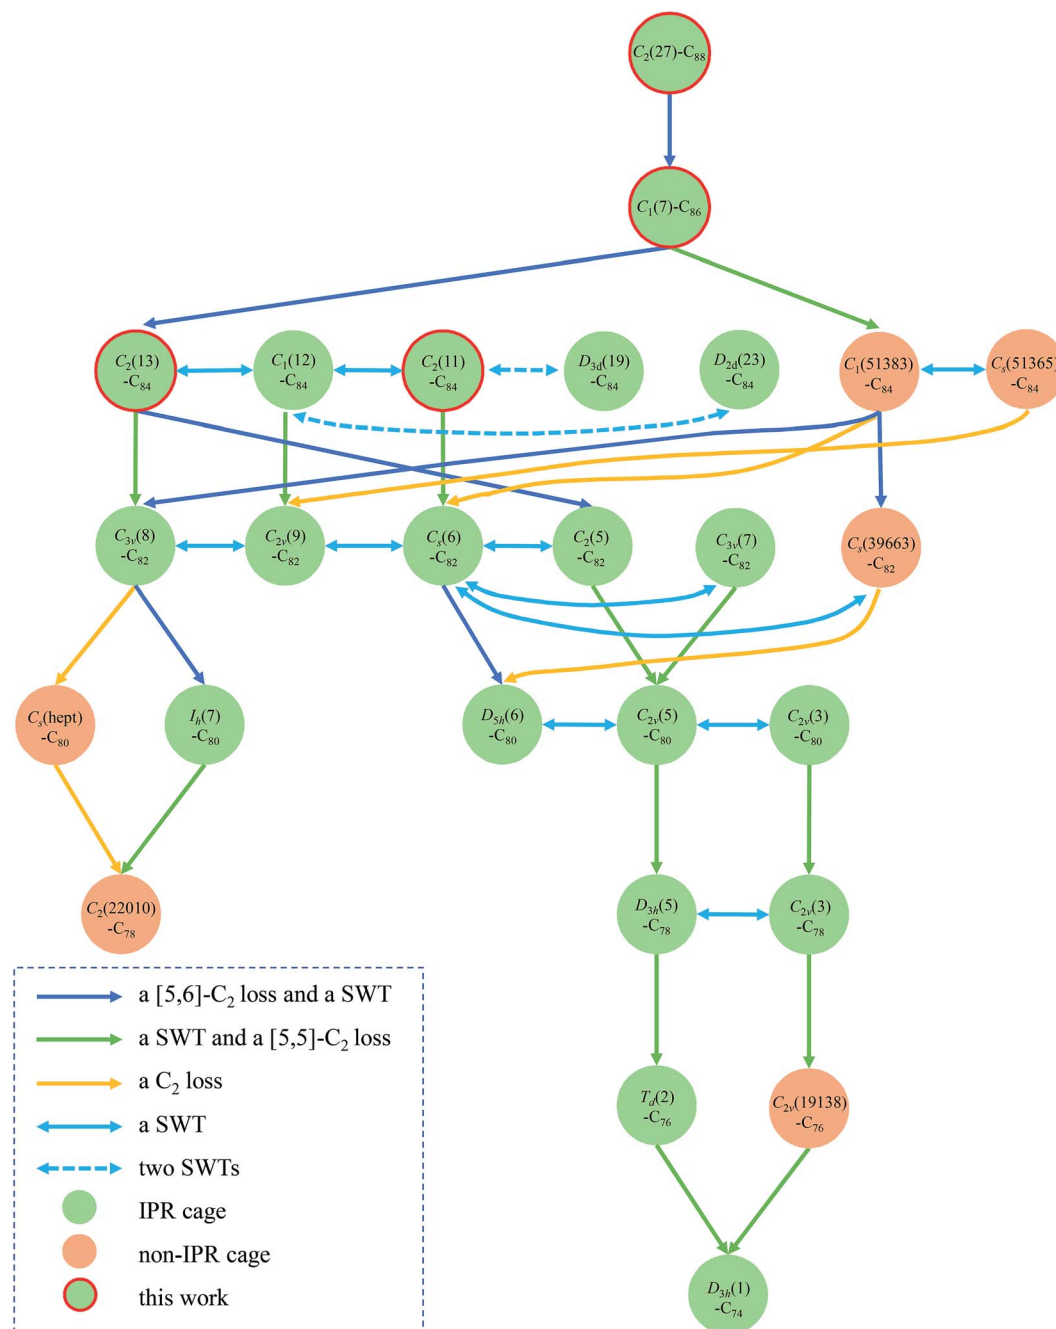 C₂(27)-C₈₈
C₁(7)-C₈₆
C₂(13)
-C₈₄
C₁(12)
-C₈₄
C₂(11)
-C₈₄
D₃d(19)
-C₈₄
D₂d(23)
-C₈₄
C₁(51383)
-C₈₄
Cₛ(51365)
-C₈₄
C₃ᵥ(8)
-C₈₂
C₂ᵥ(9)
-C₈₂
Cₛ(6)
-C₈₂
C₂(5)
-C₈₂
C₃ᵥ(7)
-C₈₂
Cₛ(39663)
-C₈₂
Cₛ(hept)
-C₈₀
Iₕ(7)
-C₈₀
D₅ₕ(6)
-C₈₀
C₂ᵥ(5)
-C₈₀
C₂ᵥ(3)
-C₈₀
C₂(22010)
-C₇₈
D₃ₕ(5)
-C₇₈
C₂ᵥ(3)
-C₇₈
T_d(2)
-C₇₆
C₂ᵥ(19138)
-C₇₆
D₃ₕ(1)
-C₇₄
a [5,6]-C₂ loss and a SWT
a SWT and a [5,5]-C₂ loss
a C₂ loss
a SWT
two SWTs
IPR cage
non-IPR cage
this work